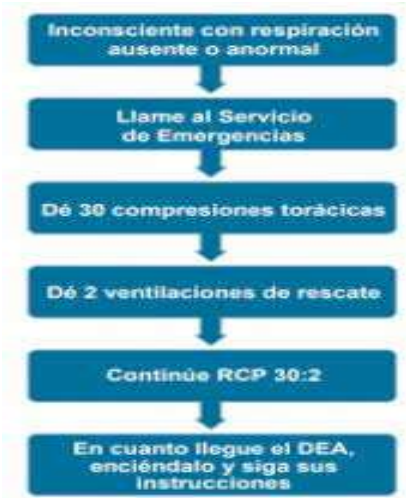 Inconsciente con respiración
ausente o anormal
Llame al Servicio
de Emergencias
Dé 30 compresiones torácicas
Dé 2 ventilaciones de rescate
Continúe RCP 30:2
En cuanto llegue el DEA,
enciéndalo y siga sus
instrucciones